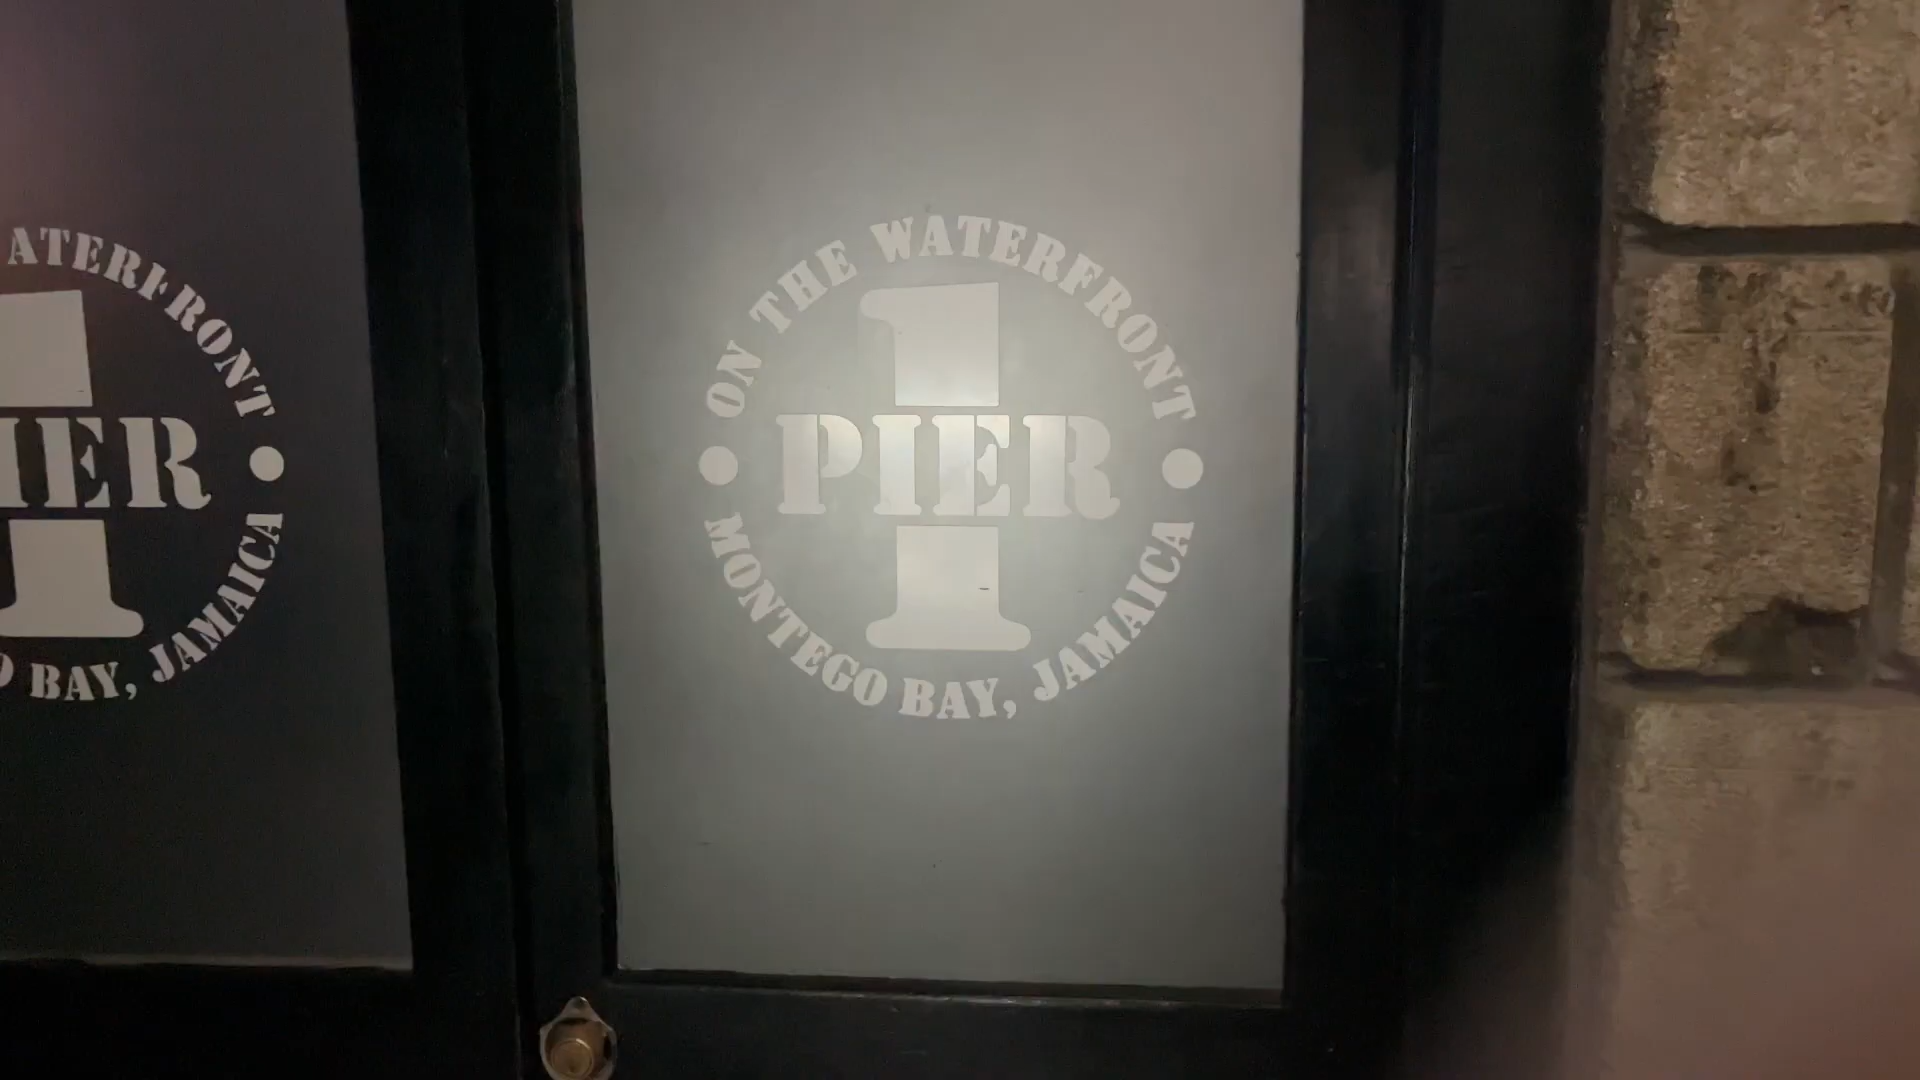 ATERFRONT
1
IER
O BAY, JAMAICA
ON THE WATERFRONT
1
PIER
MONTEGO BAY, JAMAICA